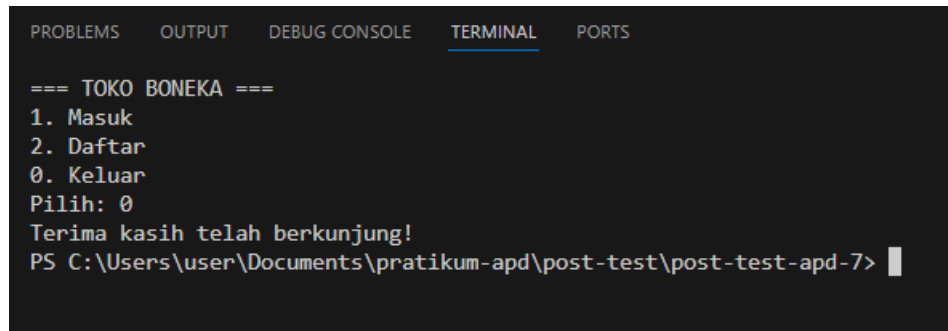 PROBLEMS OUTPUT DEBUG CONSOLE TERMINAL PORTS
=== TOKO BONEKA ===
1. Masuk
2. Daftar
0. Keluar
Pilih: 0
Terima kasih telah berkunjung!
PS C:\Users\user\Documents\pratikum-apd\post-test\post-test-apd-7>